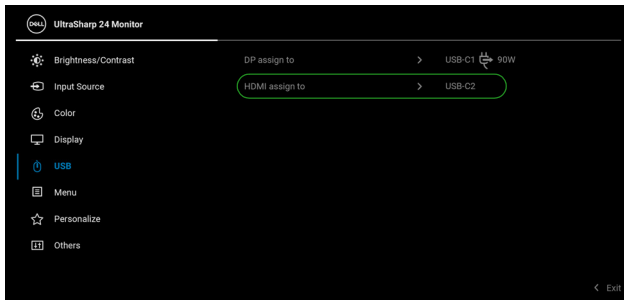 DELL UltraSharp 24 Monitor
Brightness/Contrast DP assign to > USB-C1 90W
Input Source HDMI assign to > USB-C2
Color
Display
USB
Menu
Personalize
Others
< Exit